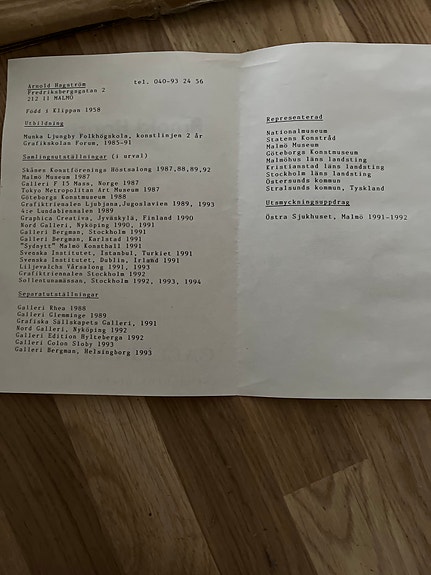 Arnold Hagström
tel. 040-93 24 56
Fredriksbergsgatan 2
212 11 MALMÖ
Född i Klippan 1958
Utbildning
Munka Ljungby Folkhögskola, konstlinjen 2 år
Grafikskolan Forum, 1985-91
Samlingsutställningar (i urval)
Skånes Konstförenings Höstsalong 1987,88,89,92
Malmö Museum 1987
Galleri F 15 Mass, Norge 1987
Tokyo Metropolitan Art Museum 1987
Göteborgs Konstmuseum 1988
Grafiktrienalen Ljubjana,Jugoslavien 1989, 1993
4:ce Lundabiennalen 1989
Graphica Creativa, Jyväskylä, Finland 1990
Nord Galleri, Nyköping 1990, 1991
Galleri Bergman, Stockholm 1991
Galleri Bergman, Karlstad 1991
"Sydnytt" Malmö Konsthall 1991
Svenska Institutet, Istanbul, Turkiet 1991
Svenska Institutet, Dublin, Irland 1991
Liljevalchs Vårsalong 1991, 1993
Grafiktriennalen Stockholm 1992
Sollentunamässan, Stockholm 1992, 1993, 1994
Separatutställningar
Galleri Rhea 1988
Galleri Glemminge 1989
Grafiska Sällskapets Galleri, 1991
Nord Galleri, Nyköping 1992
Galleri Edition Hylteberga 1992
Galleri Colon Sloby 1993
Galleri Bergman, Helsingborg 1993
Representerad
Nationalmuseum
Statens Konstråd
Malmö Museum
Göteborgs Konstmuseum
Malmöhus läns landsting
Kristianstad läns landsting
Stockholm läns landsting
Östersunds kommun
Stralsunds kommun, Tyskland
Utsmyckningsuppdrag
Östra Sjukhuset, Malmö 1991-1992